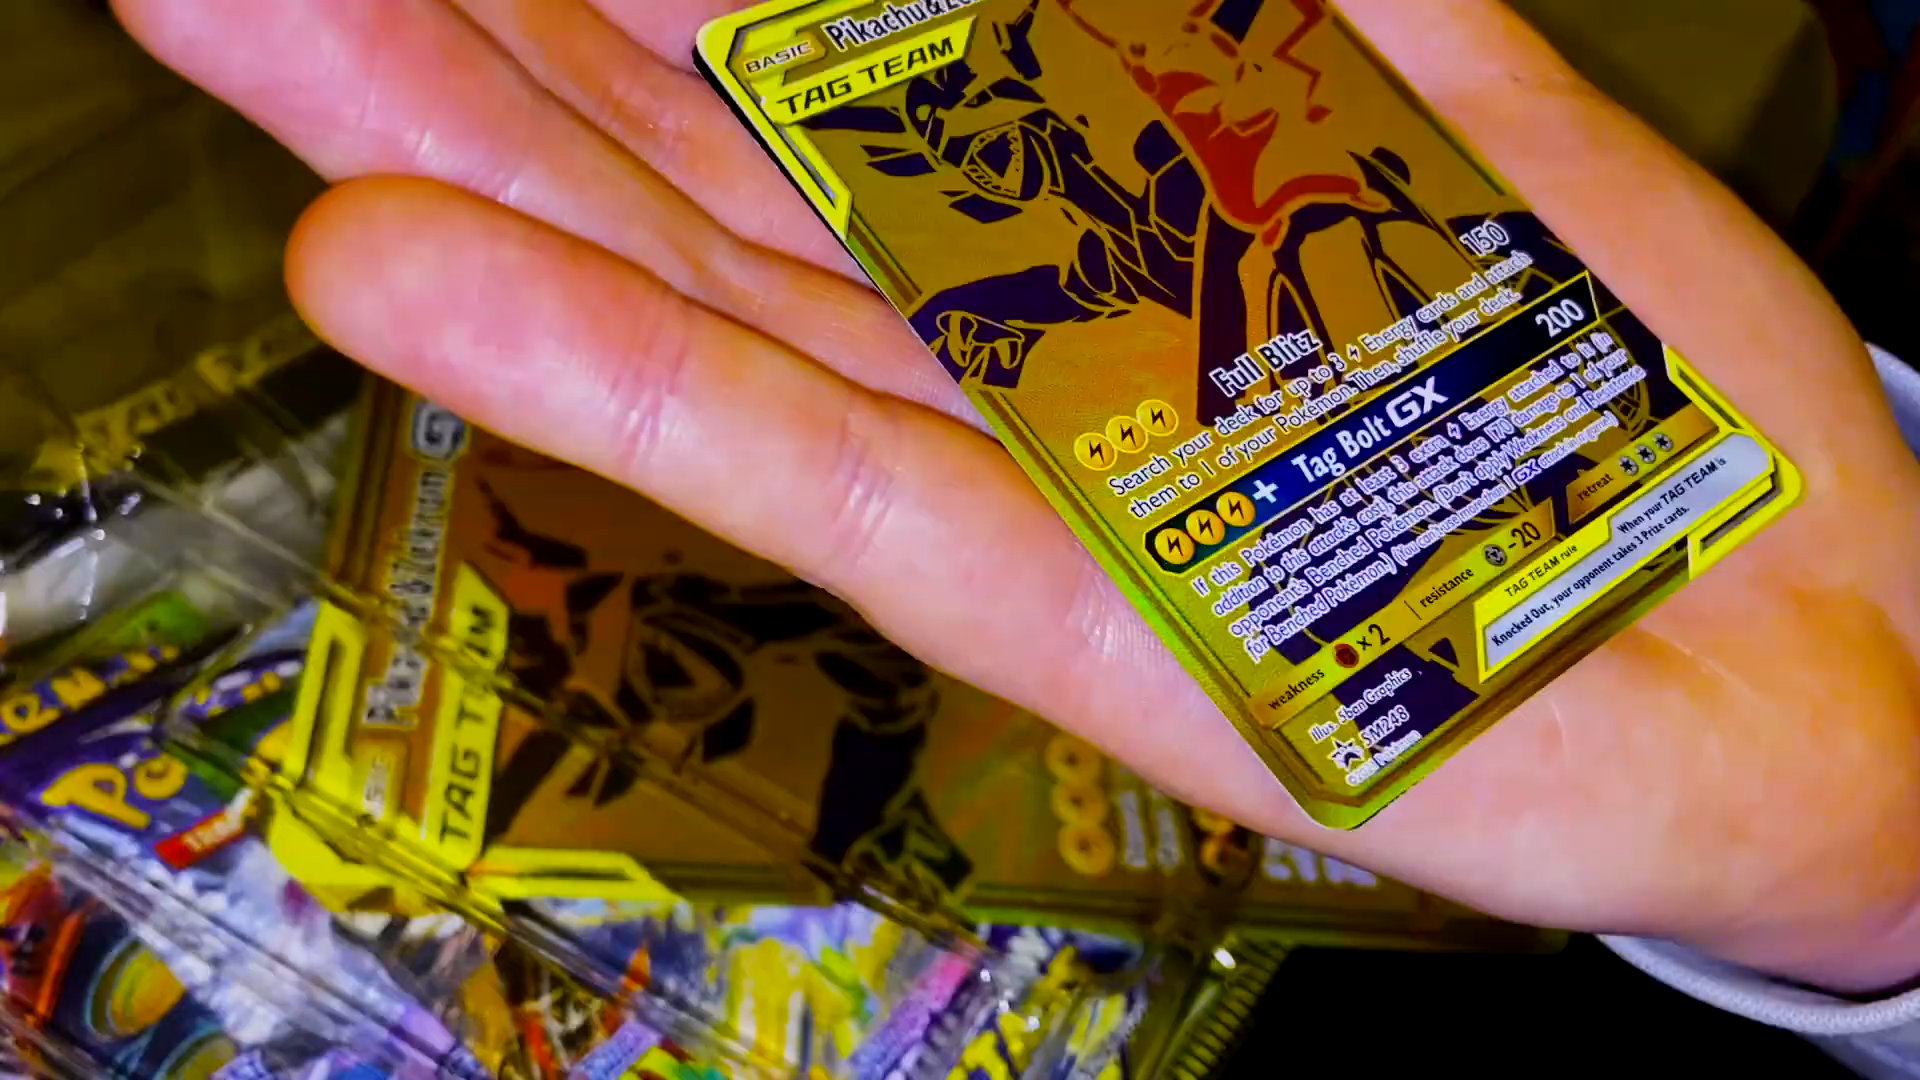 BASIC
TAG TEAM
Full Blitz 150
Search your deck for up to 3 Energy cards and attach
them to 1 of your Pokémon. Then, shuffle your deck.
+ Tag Bolt GX 200
If this Pokémon has at least 3 extra Energy attached to it (in
addition to this attack's cost), this attack does 170 damage to 1 of your
opponent's Benched Pokémon. (Don't apply Weakness and Resistance
for Benched Pokémon.) (You can't use more than 1 GX attack in a game.)
weakness ×2
resistance -20
retreat
TAG TEAM rule
When your TAG TEAM is
Knocked Out, your opponent takes 3 Prize cards.
Illus. 5ban Graphics
SM248
TAG